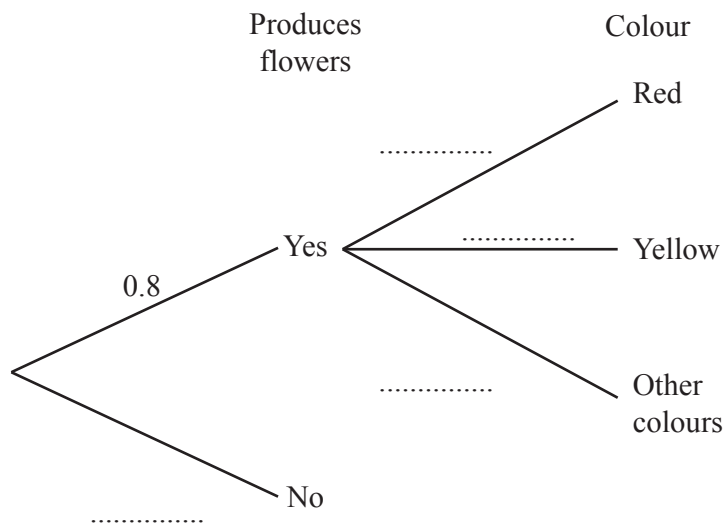 Produces
flowers
Colour
Red
Yes
Yellow
0.8
Other
colours
No